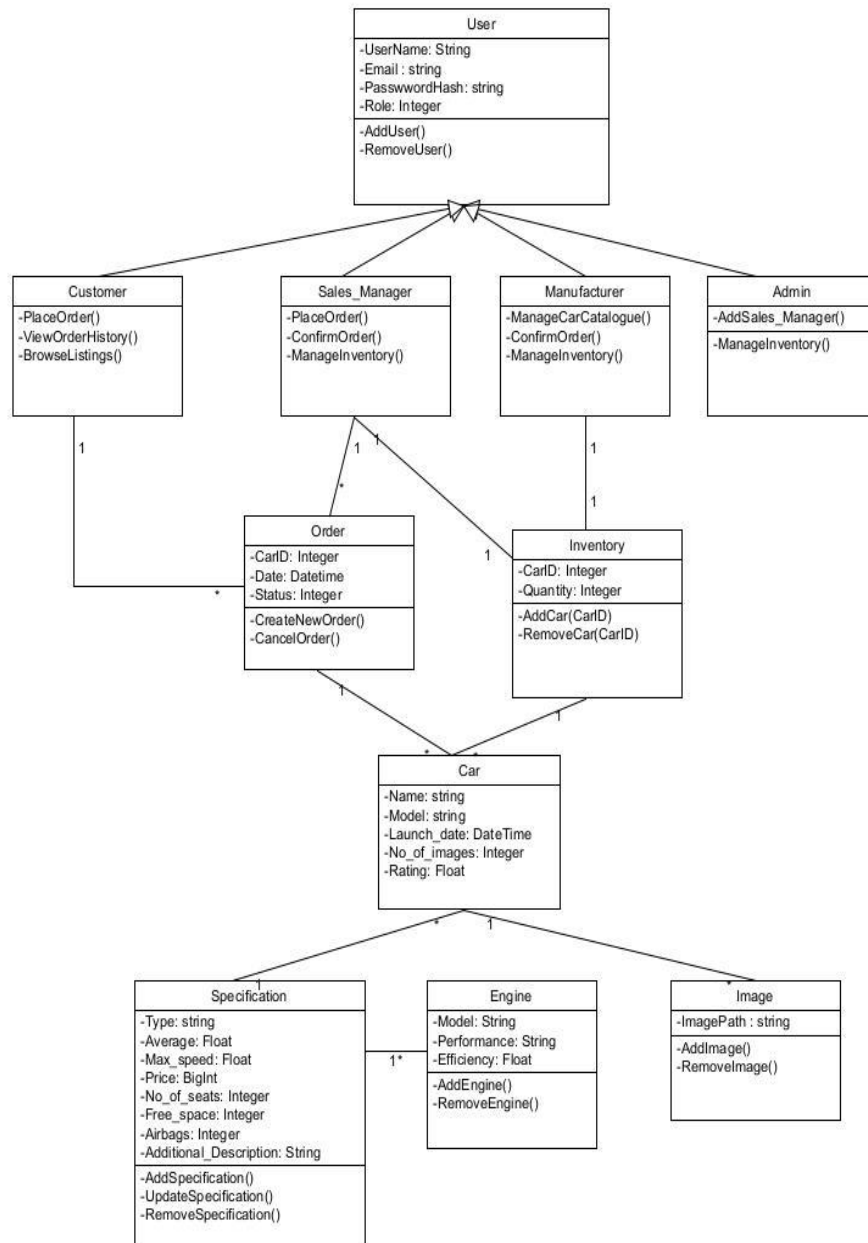 User
-UserName: String
-Email : string
-PasswwordHash: string
-Role: Integer
-AddUser()
-RemoveUser()
Customer
-PlaceOrder()
-ViewOrderHistory()
-BrowseListings()
Sales_Manager
-PlaceOrder()
-ConfirmOrder()
-ManageInventory()
Manufacturer
-ManageCarCatalogue()
-ConfirmOrder()
-ManageInventory()
Admin
-AddSales_Manager()
-ManageInventory()
1
1
1
1
*
1
1
*
Order
-CarID: Integer
-Date: Datetime
-Status: Integer
-CreateNewOrder()
-CancelOrder()
Inventory
-CarID: Integer
-Quantity: Integer
-AddCar(CarID)
-RemoveCar(CarID)
1
1
*
*
Car
-Name: string
-Model: string
-Launch_date: DateTime
-No_of_images: Integer
-Rating: Float
*
1
1
*
Specification
-Type: string
-Average: Float
-Max_speed: Float
-Price: BigInt
-No_of_seats: Integer
-Free_space: Integer
-Airbags: Integer
-Additional_Description: String
-AddSpecification()
-UpdateSpecification()
-RemoveSpecification()
1*
Engine
-Model: String
-Performance: String
-Efficiency: Float
-AddEngine()
-RemoveEngine()
Image
-ImagePath : string
-AddImage()
-RemoveImage()